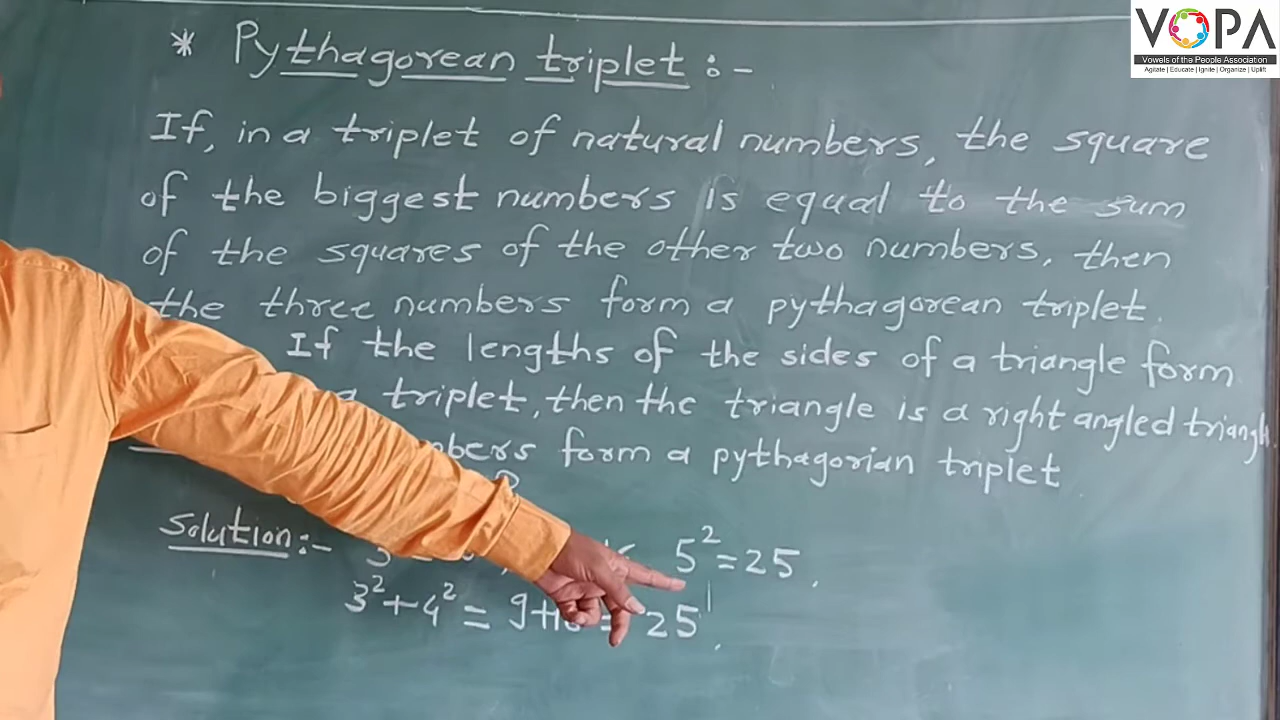 VOPA
Vowels of the People Association
Agitate | Educate | Ignite | Organize | Uplift
* Pythagorean triplet :-
If, in a triplet of natural numbers, the square
of the biggest numbers is equal to the sum
of the squares of the other two numbers, then
the three numbers form a pythagorean triplet.
If the lengths of the sides of a triangle form
a triplet, then the triangle is a right angled triangl
form a pythagorian triplet
Solution :- 5² = 25 .
3² + 4² = 9+16 = 25 .